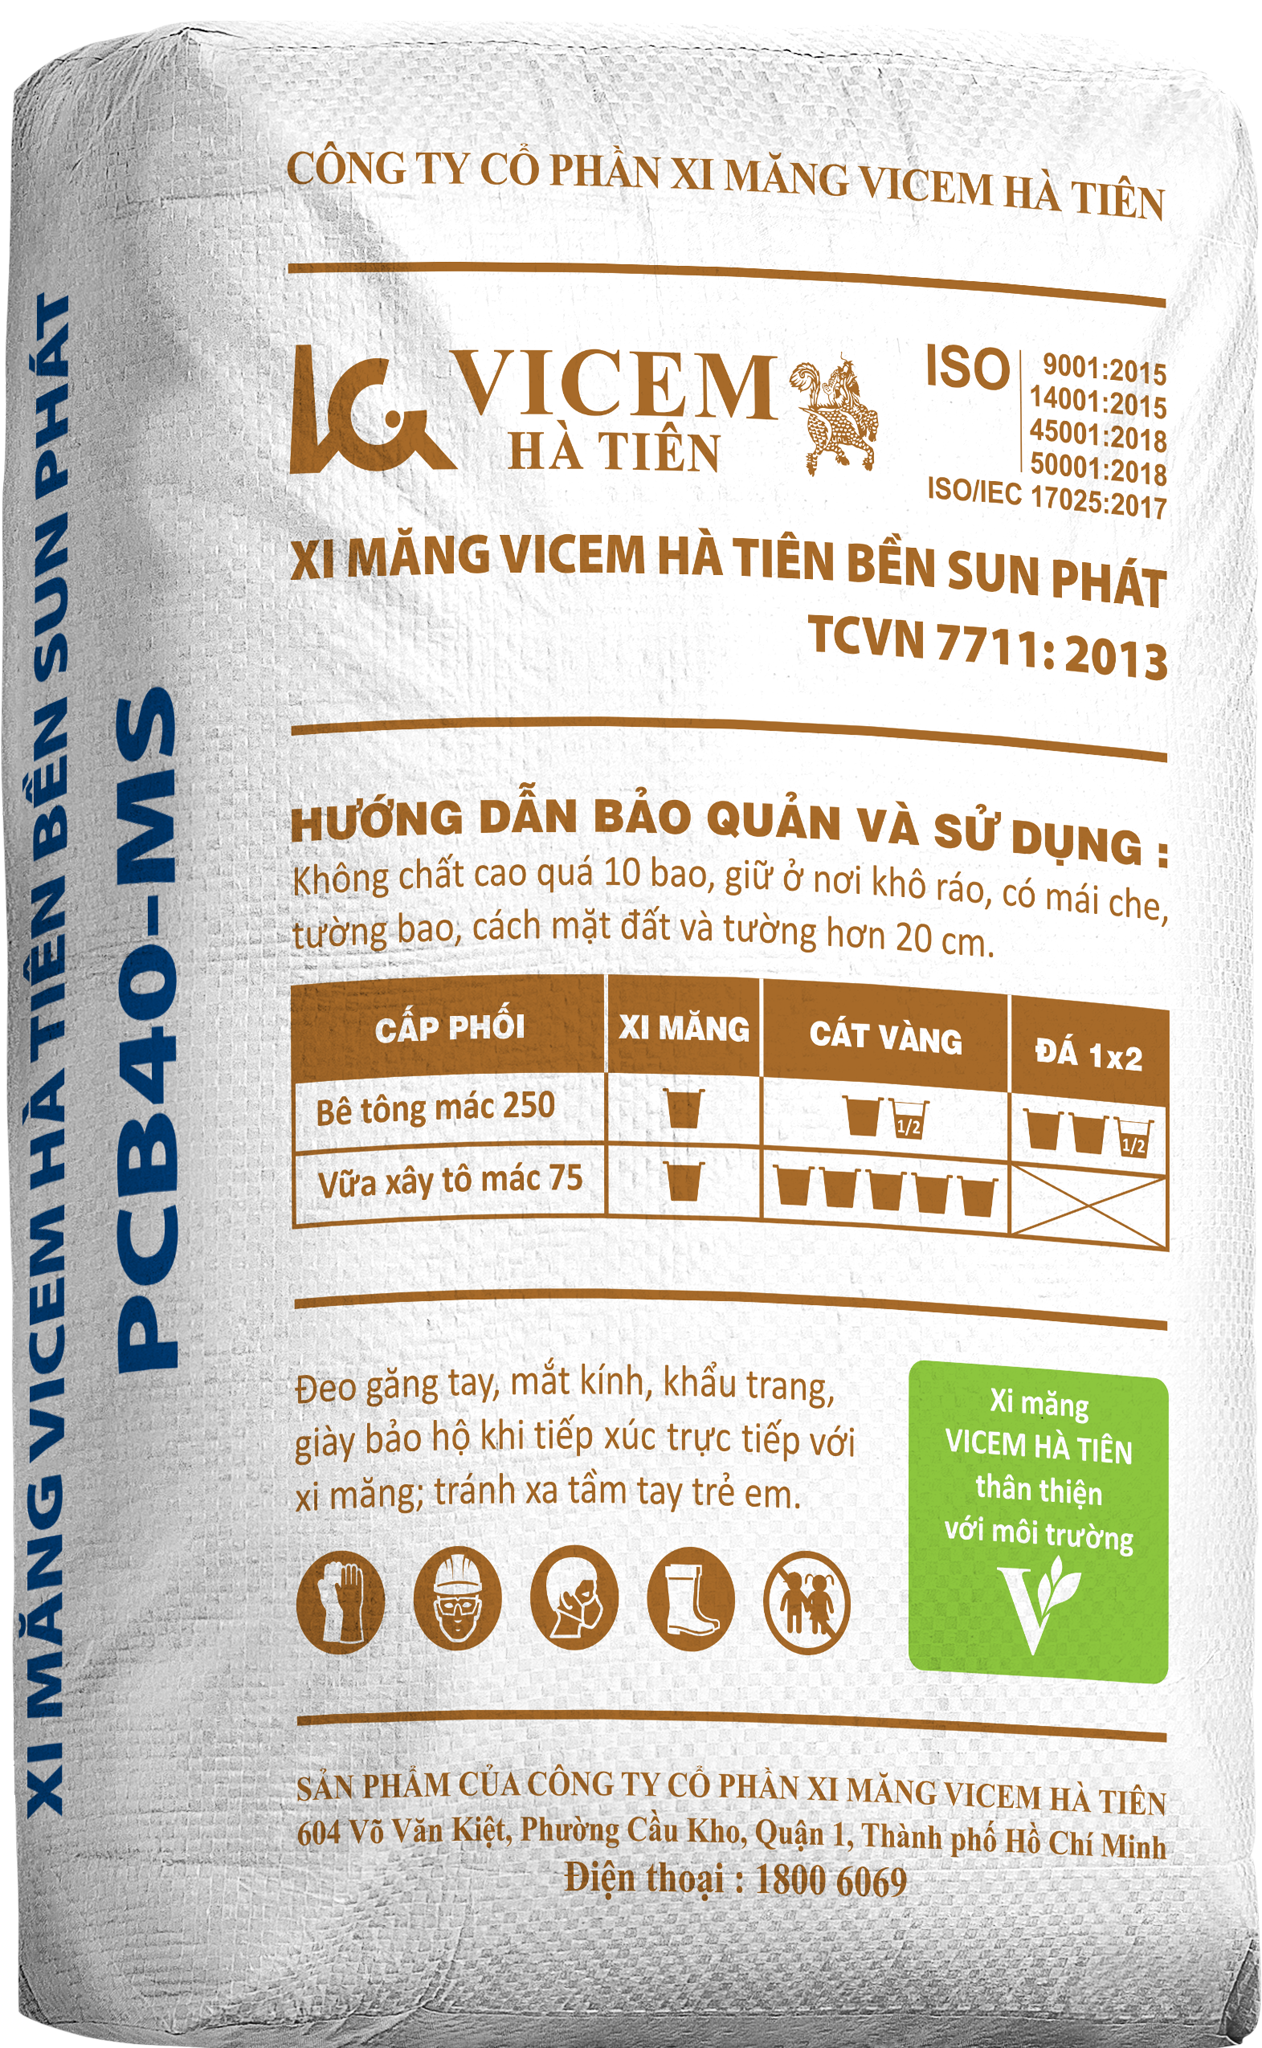 CÔNG TY CỔ PHẦN XI MĂNG VICEM HÀ TIÊN
VICEM
HÀ TIÊN
ISO
9001:2015
14001:2015
45001:2018
50001:2018
ISO/IEC 17025:2017
XI MĂNG VICEM HÀ TIÊN BỀN SUN PHÁT
TCVN 7711: 2013
HƯỚNG DẪN BẢO QUẢN VÀ SỬ DỤNG :
Không chất cao quá 10 bao, giữ ở nơi khô ráo, có mái che,
tường bao, cách mặt đất và tường hơn 20 cm.
CẤP PHỐI XI MĂNG CÁT VÀNG ĐÁ 1x2
Bê tông mác 250 1/2 1/2
Vữa xây tô mác 75
Đeo găng tay, mắt kính, khẩu trang,
giày bảo hộ khi tiếp xúc trực tiếp với
xi măng; tránh xa tầm tay trẻ em.
Xi măng
VICEM HÀ TIÊN
thân thiện
với môi trường
SẢN PHẨM CỦA CÔNG TY CỔ PHẦN XI MĂNG VICEM HÀ TIÊN
604 Võ Văn Kiệt, Phường Cầu Kho, Quận 1, Thành phố Hồ Chí Minh
Điện thoại : 1800 6069
XI MĂNG VICEM HÀ TIÊN BỀN SUN PHÁT
PCB40-MS